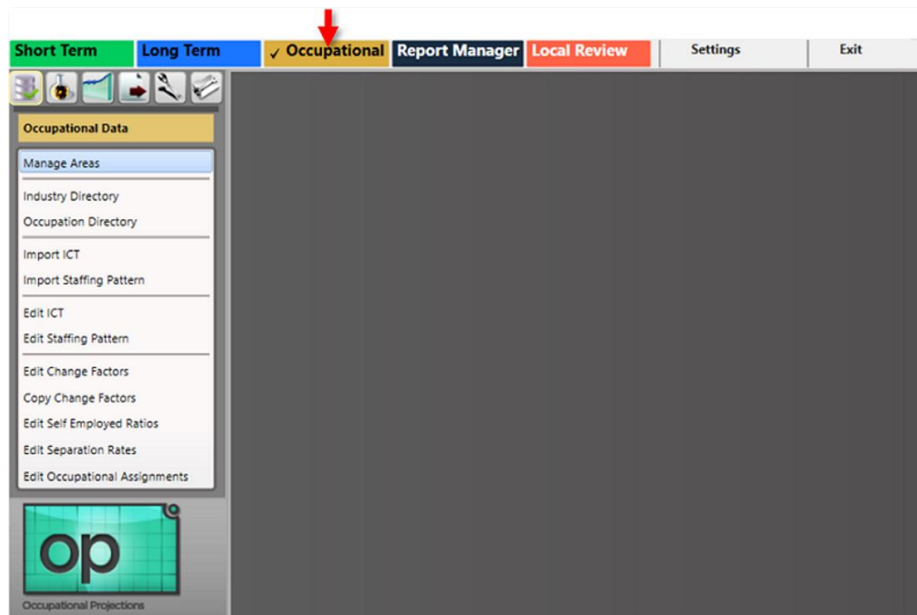 Short Term Long Term ✓ Occupational Report Manager Local Review Settings Exit
Occupational Data
Manage Areas
Industry Directory
Occupation Directory
Import ICT
Import Staffing Pattern
Edit ICT
Edit Staffing Pattern
Edit Change Factors
Copy Change Factors
Edit Self Employed Ratios
Edit Separation Rates
Edit Occupational Assignments
op
Occupational Projections